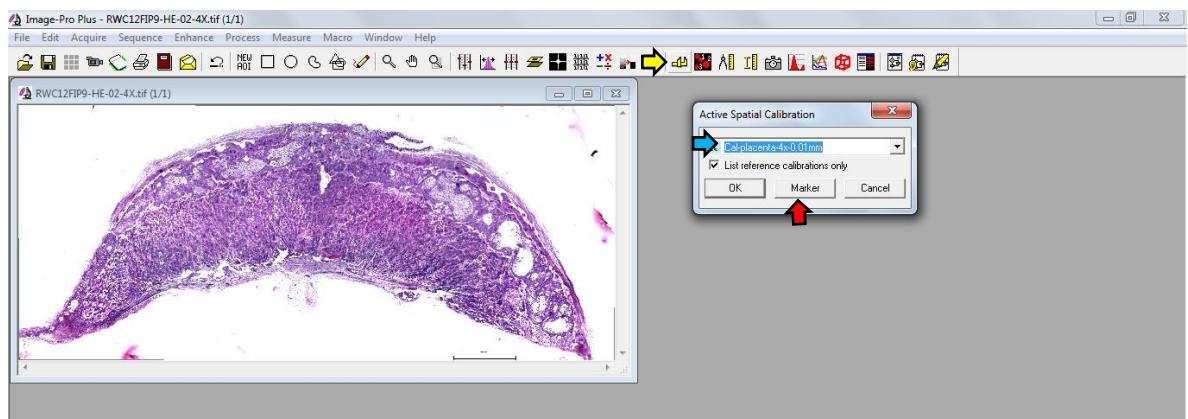 Image-Pro Plus - RWC12FIP9-HE-02-4X.tif (1/1)
File Edit Acquire Sequence Enhance Process Measure Macro Window Help
NEW
AOI
RWC12FIP9-HE-02-4X.tif (1/1)
Active Spatial Calibration
Cal-placenta-4x-0.01mm
List reference calibrations only
OK Marker Cancel